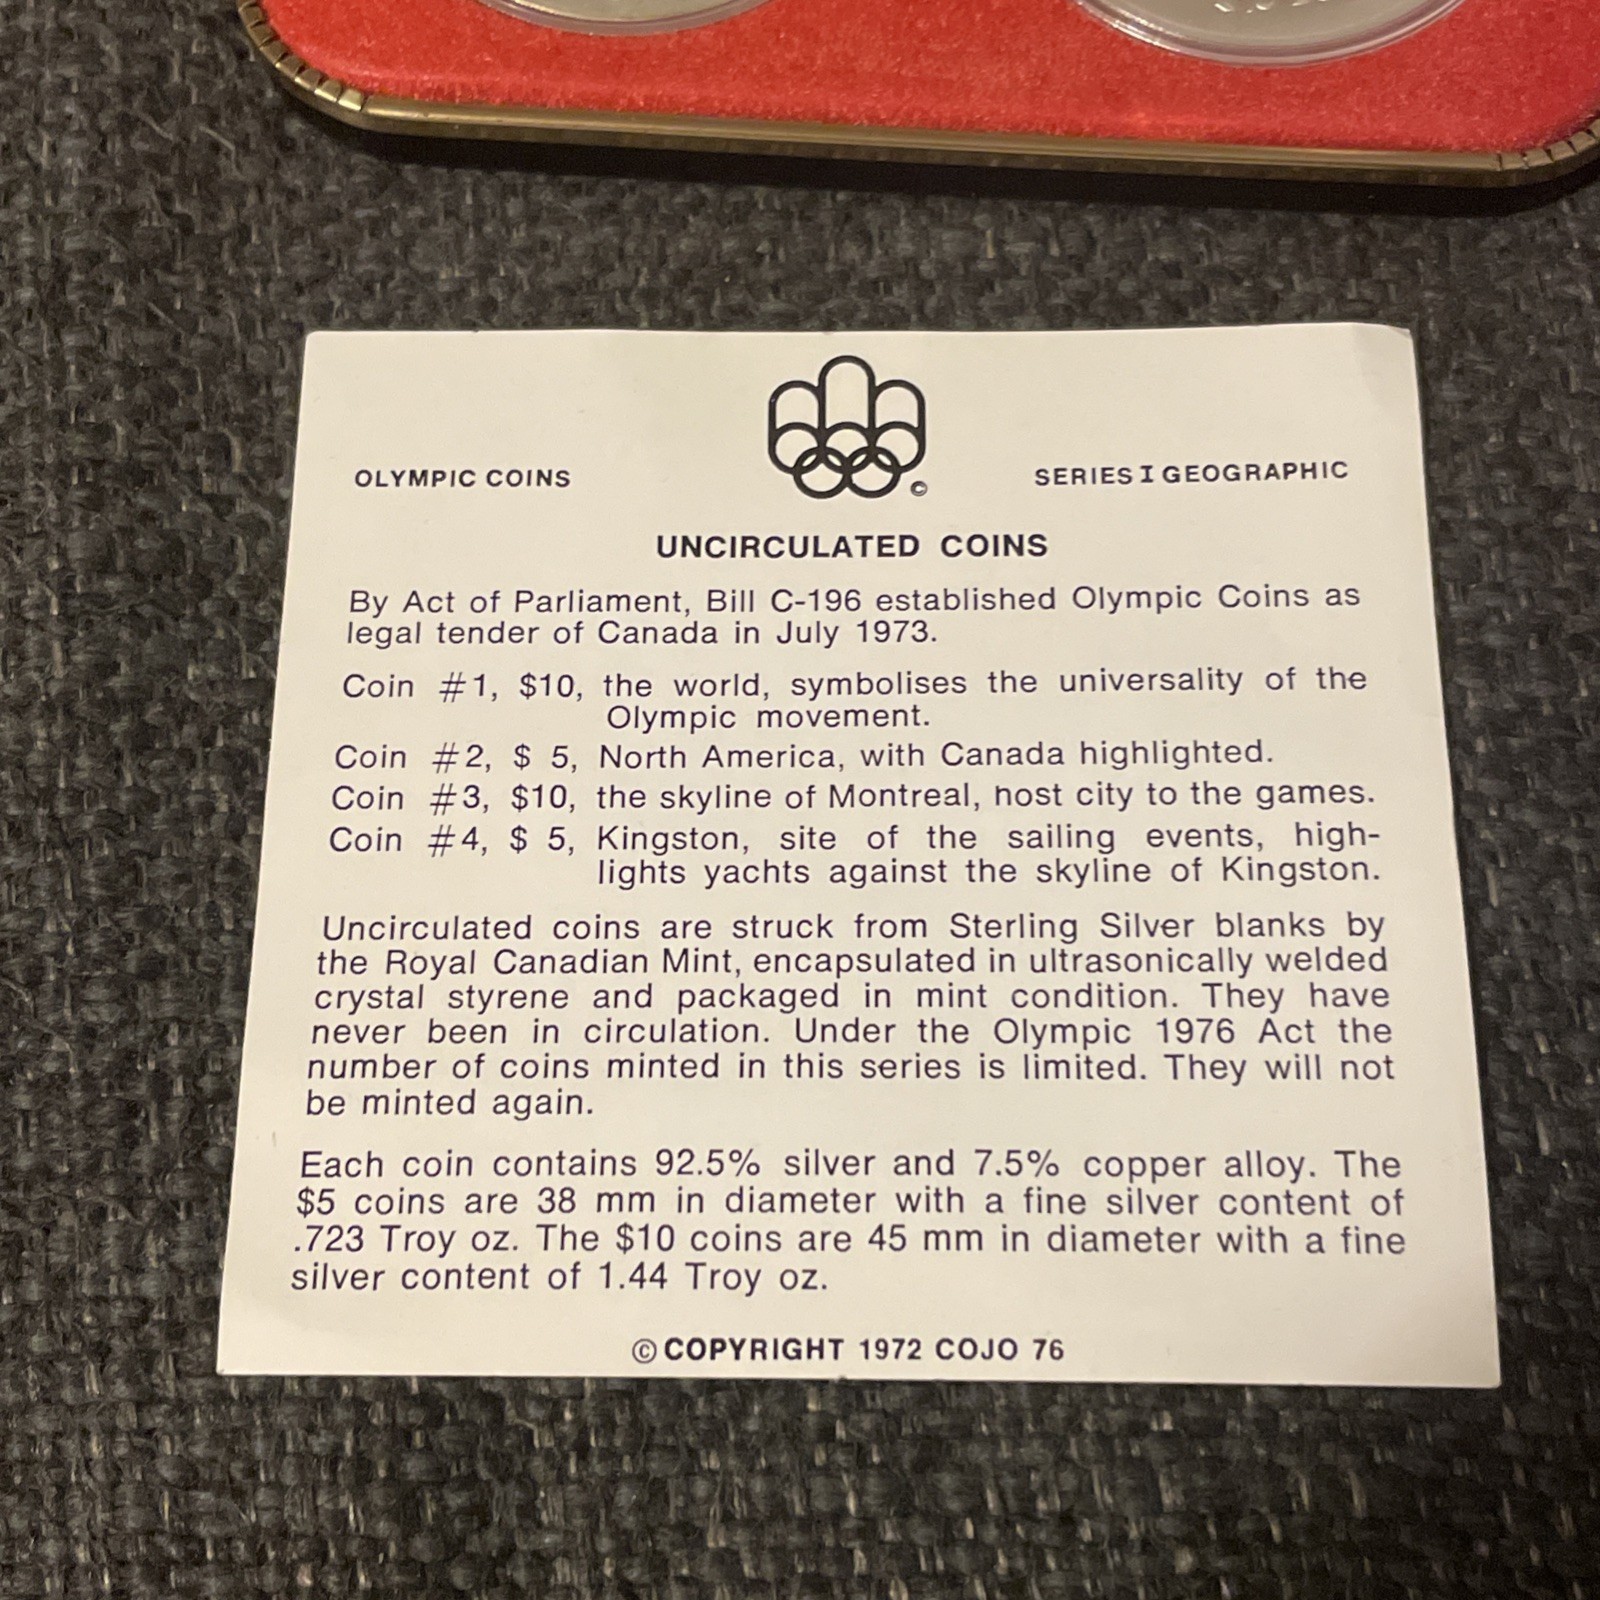 OLYMPIC COINS
©
SERIES I GEOGRAPHIC
UNCIRCULATED COINS
By Act of Parliament, Bill C-196 established Olympic Coins as
legal tender of Canada in July 1973.
Coin #1, $10, the world, symbolises the universality of the
Olympic movement.
Coin #2, $ 5, North America, with Canada highlighted.
Coin #3, $10, the skyline of Montreal, host city to the games.
Coin #4, $ 5, Kingston, site of the sailing events, high-
lights yachts against the skyline of Kingston.
Uncirculated coins are struck from Sterling Silver blanks by
the Royal Canadian Mint, encapsulated in ultrasonically welded
crystal styrene and packaged in mint condition. They have
never been in circulation. Under the Olympic 1976 Act the
number of coins minted in this series is limited. They will not
be minted again.
Each coin contains 92.5% silver and 7.5% copper alloy. The
$5 coins are 38 mm in diameter with a fine silver content of
.723 Troy oz. The $10 coins are 45 mm in diameter with a fine
silver content of 1.44 Troy oz.
© COPYRIGHT 1972 COJO 76